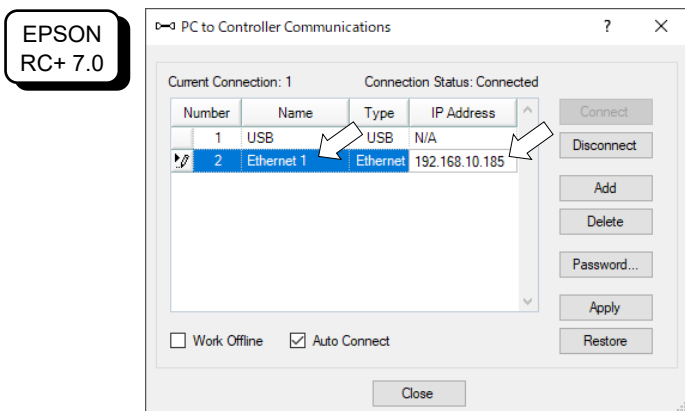 EPSON
RC+ 7.0
PC to Controller Communications ? ×
Current Connection: 1 Connection Status: Connected
Number Name Type IP Address
1 USB USB N/A
2 Ethernet 1 Ethernet 192.168.10.185
Connect
Disconnect
Add
Delete
Password...
Apply
Restore
Work Offline Auto Connect
Close